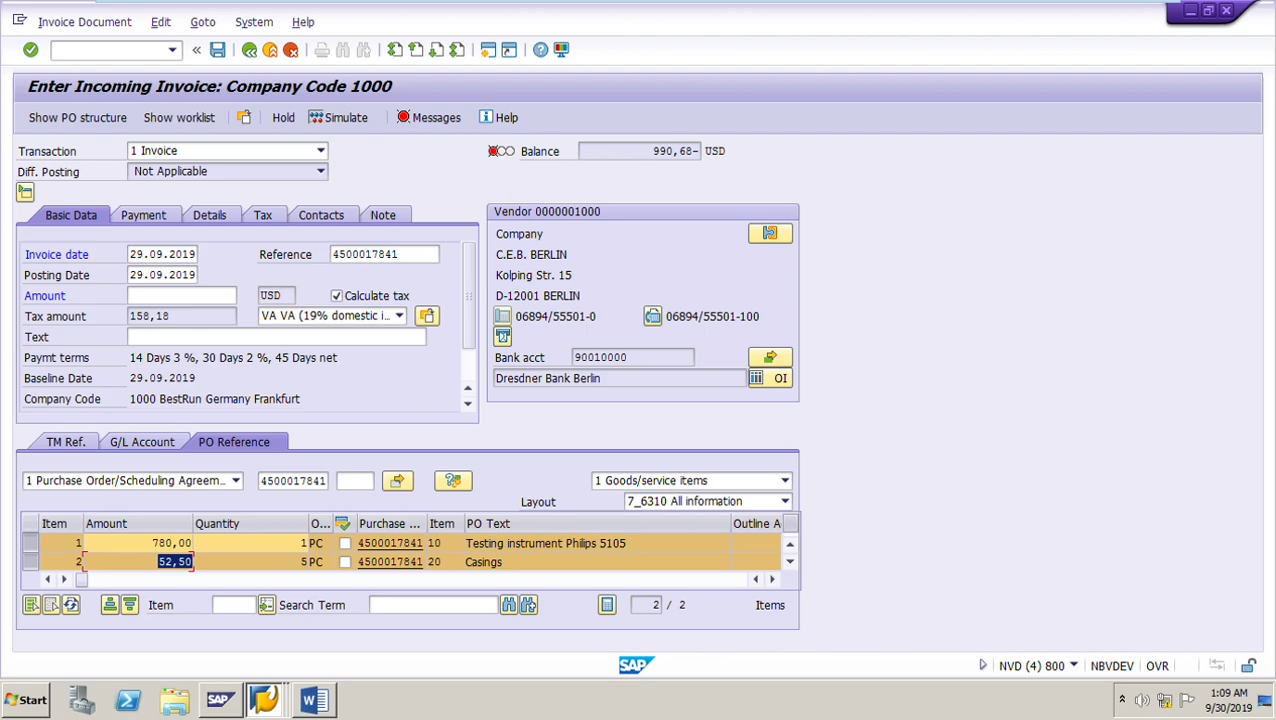 Invoice Document Edit Goto System Help
Enter Incoming Invoice: Company Code 1000
Show PO structure Show worklist Hold Simulate Messages Help
Transaction 1 Invoice Balance 990,68- USD
Diff. Posting Not Applicable
Basic Data Payment Details Tax Contacts Note
Vendor 0000001000
Invoice date 29.09.2019 Reference 4500017841
Posting Date 29.09.2019
Amount USD Calculate tax
Tax amount 158,18 VA VA (19% domestic i...
Text
Paymt terms 14 Days 3 %, 30 Days 2 %, 45 Days net
Baseline Date 29.09.2019
Company Code 1000 BestRun Germany Frankfurt
Company
C.E.B. BERLIN
Kolping Str. 15
D-12001 BERLIN
06894/55501-0 06894/55501-100
Bank acct 90010000
Dresdner Bank Berlin OI
TM Ref. G/L Account PO Reference
1 Purchase Order/Scheduling Agreem... 4500017841 1 Goods/service items
Layout 7_6310 All information
Item Amount Quantity O... Purchase ... Item PO Text Outline A
1 780,00 1 PC 4500017841 10 Testing instrument Philips 5105
2 52,50 5 PC 4500017841 20 Casings
Item Search Term 2 / 2 Items
SAP NVD (4) 800 NBVDEV OVR
Start SAP W 1:09 AM
9/30/2019